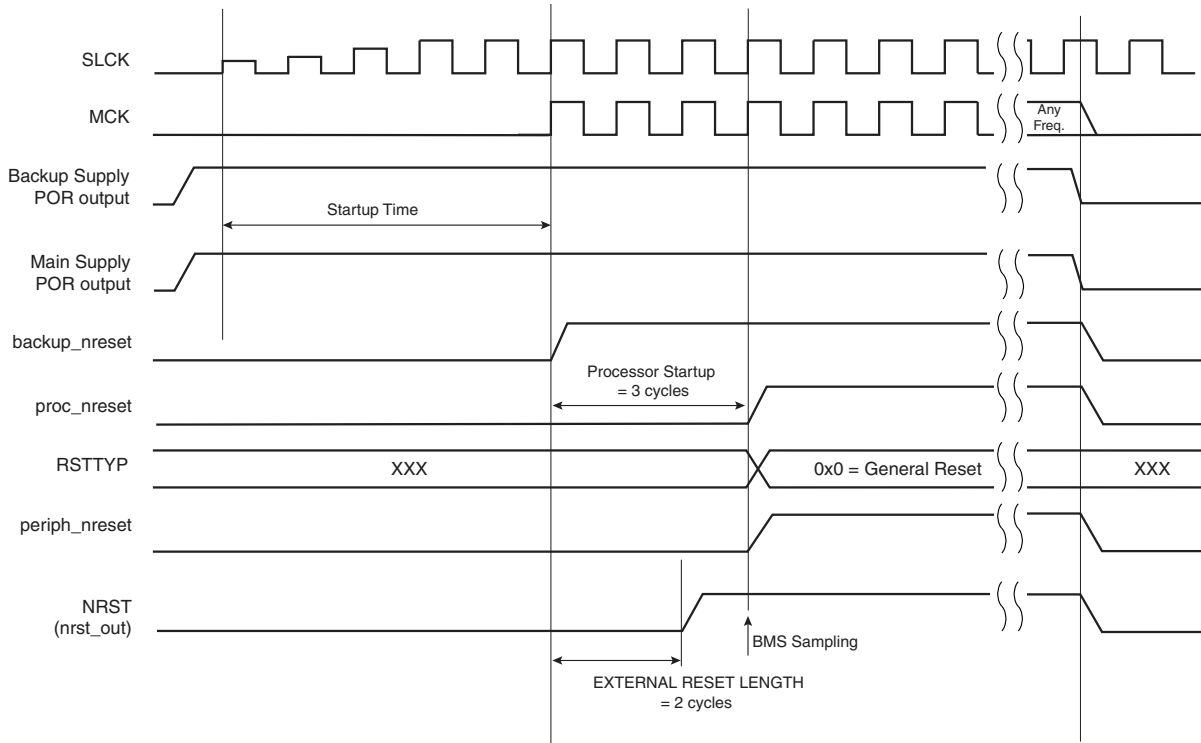 SLCK
MCK
Any
Freq.
Backup Supply
POR output
Startup Time
Main Supply
POR output
backup_nreset
Processor Startup
= 3 cycles
proc_nreset
RSTTYP
XXX
0x0 = General Reset
XXX
periph_nreset
NRST
(nrst_out)
BMS Sampling
EXTERNAL RESET LENGTH
= 2 cycles